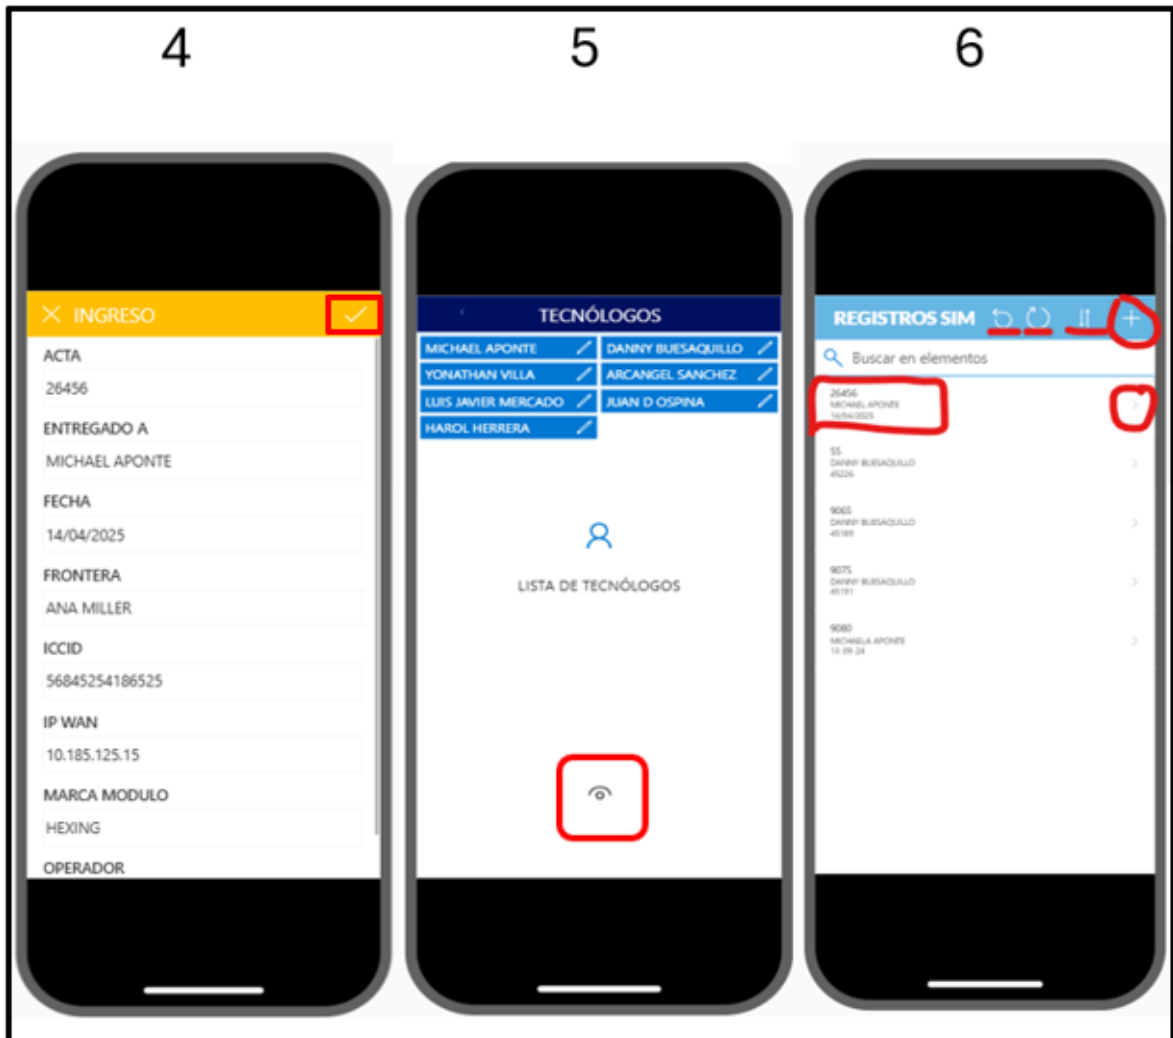 4
INGRESO
ACTA
26456
ENTREGADO A
MICHAEL APONTE
FECHA
14/04/2025
FRONTERA
ANA MILLER
ICCID
56845254186525
IP WAN
10.185.125.15
MARCA MODULO
HEXING
OPERADOR
5
TECNÓLOGOS
MICHAEL APONTE DANNY BUESAQUILLO
YONATHAN VILLA ARCANGEL SANCHEZ
LUIS JAVIER MERCADO JUAN D OSPINA
HAROL HERRERA
LISTA DE TECNÓLOGOS
6
REGISTROS SIM
Buscar en elementos
26456
MICHAEL APONTE
14/04/2025
55
DANNY BUESAQUILLO
45226
9065
DANNY BUESAQUILLO
45189
9075
DANNY BUESAQUILLO
45191
9080
MICHAELA APONTE
13-09-24